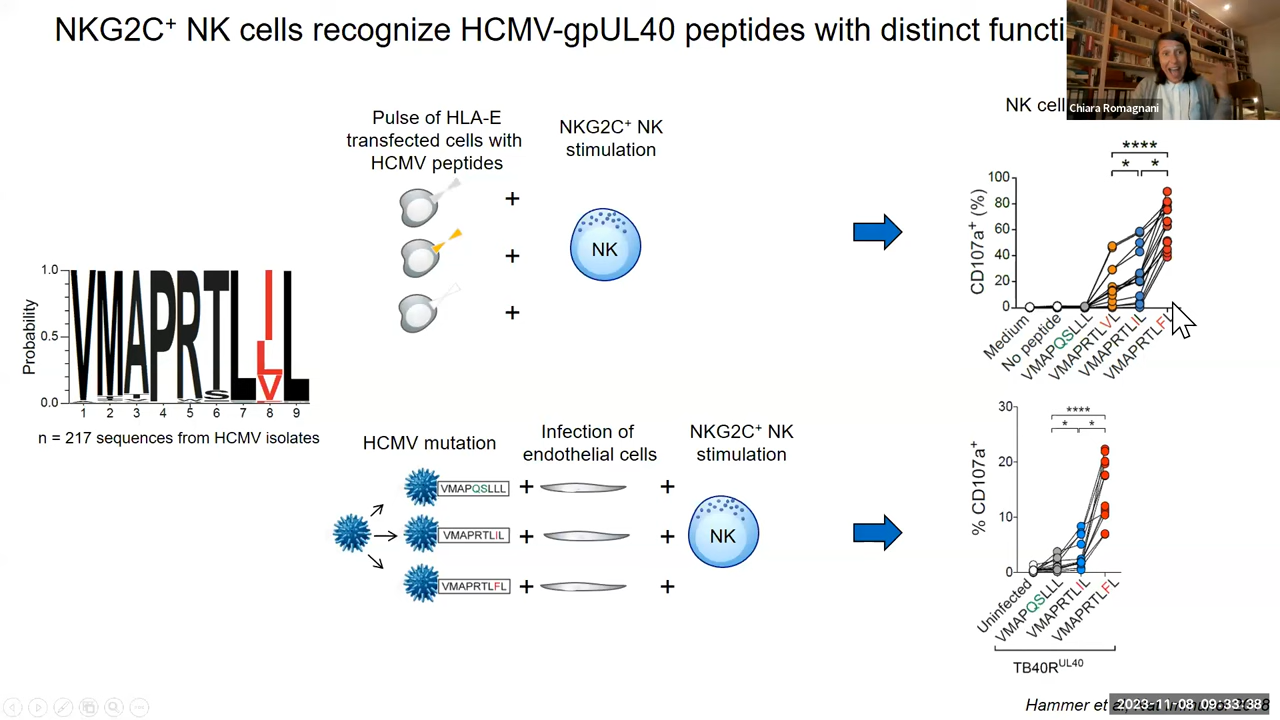 NKG2C⁺ NK cells recognize HCMV-gpUL40 peptides with distinct functi
Chiara Romagnani
Pulse of HLA-E
transfected cells with
HCMV peptides
NKG2C⁺ NK
stimulation
+
+
+
NK
NK cell
****
* *
CD107a⁺ (%)
100
80
60
40
20
0
Medium
No peptide
VMAPQSLLL
VMAPRTLVL
VMAPRTLIL
VMAPRTLFL
Probability
1.0
0.5
0.0
VMAPRTLIL
L
S V
1 2 3 4 5 6 7 8 9
n = 217 sequences from HCMV isolates
HCMV mutation
Infection of
endothelial cells
NKG2C⁺ NK
stimulation
VMAPQSLLL + +
VMAPRTLIL + +
VMAPRTLFL + +
NK
****
* *
% CD107a⁺
30
20
10
0
Uninfected
VMAPQSLLL
VMAPRTLIL
VMAPRTLFL
TB40R^UL40
Hammer et
2023-11-08 09:33:38